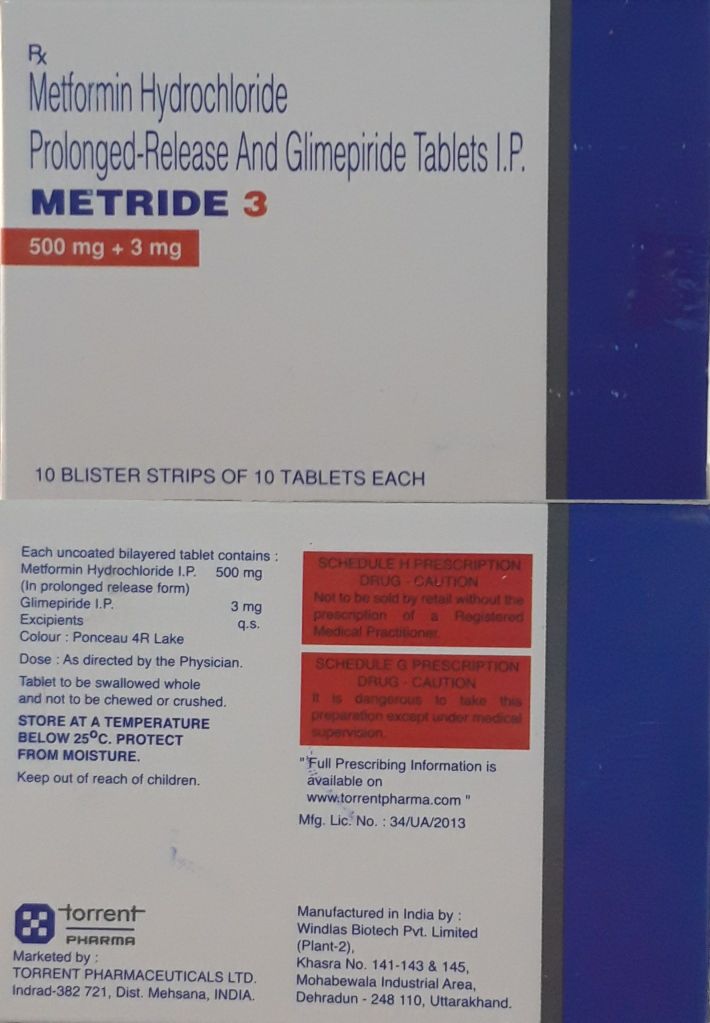 Rx
Metformin Hydrochloride
Prolonged-Release And Glimepiride Tablets I.P.
METRIDE 3
500 mg + 3 mg
10 BLISTER STRIPS OF 10 TABLETS EACH
Each uncoated bilayered tablet contains :
Metformin Hydrochloride I.P. 500 mg
(In prolonged release form)
Glimepiride I.P. 3 mg
Excipients q.s.
Colour : Ponceau 4R Lake
Dose : As directed by the Physician.
Tablet to be swallowed whole
and not to be chewed or crushed.
STORE AT A TEMPERATURE
BELOW 25⁰C. PROTECT
FROM MOISTURE.
Keep out of reach of children.
SCHEDULE H PRESCRIPTION
DRUG - CAUTION
Not to be sold by retail without the
prescription of a Registered
Medical Practitioner.
SCHEDULE G PRESCRIPTION
DRUG - CAUTION
It is dangerous to take this
preparation except under medical
supervision.
" Full Prescribing Information is
available on
www.torrentpharma.com "
Mfg. Lic. No. : 34/UA/2013
torrent
PHARMA
Marketed by :
TORRENT PHARMACEUTICALS LTD.
Indrad-382 721, Dist. Mehsana, INDIA.
Manufactured in India by :
Windlas Biotech Pvt. Limited
(Plant-2),
Khasra No. 141-143 & 145,
Mohabewala Industrial Area,
Dehradun - 248 110, Uttarakhand.